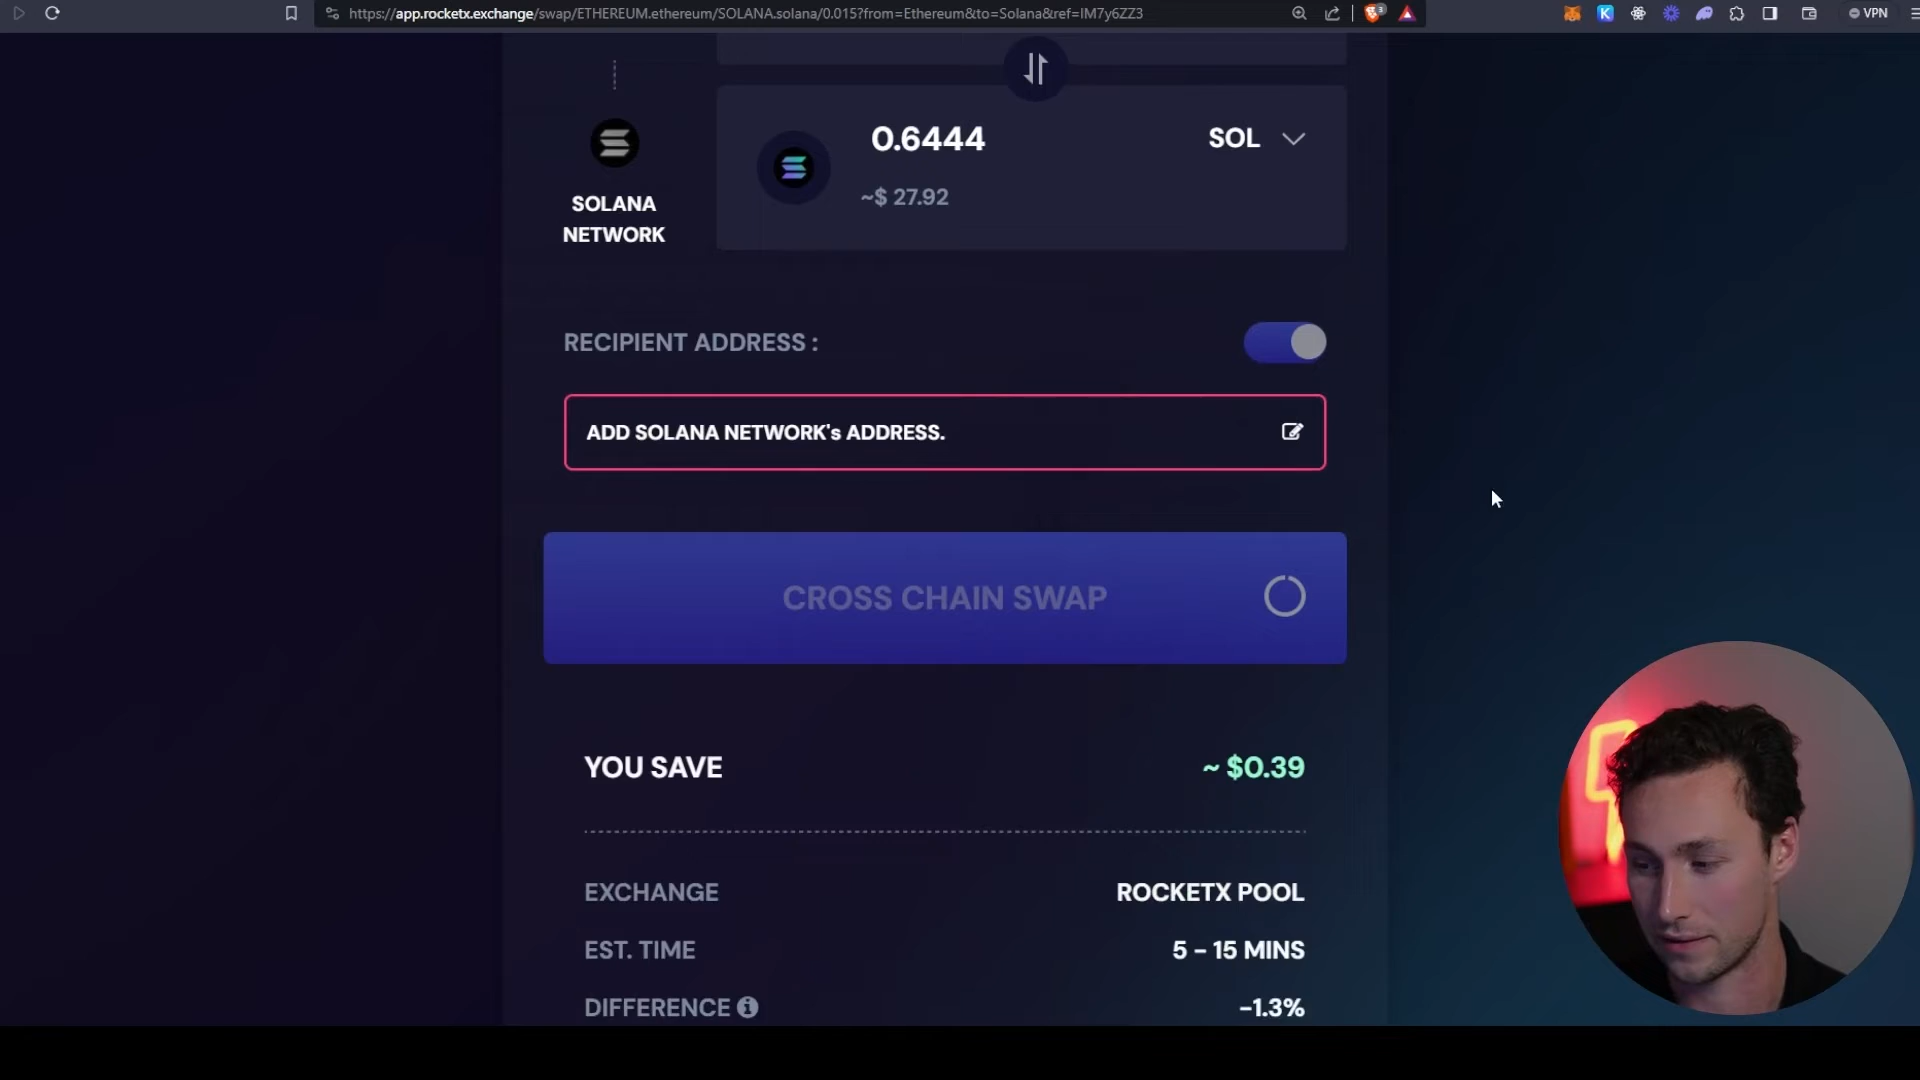 https://app.rocketx.exchange/swap/ETHEREUM.ethereum/SOLANA.solana/0.015?from=Ethereum&to=Solana&ref=IM7y6ZZ3
3
K
VPN
0.6444
SOL
~$ 27.92
SOLANA
NETWORK
RECIPIENT ADDRESS :
ADD SOLANA NETWORK's ADDRESS.
CROSS CHAIN SWAP
YOU SAVE
~ $0.39
EXCHANGE
ROCKETX POOL
EST. TIME
5 - 15 MINS
DIFFERENCE
-1.3%